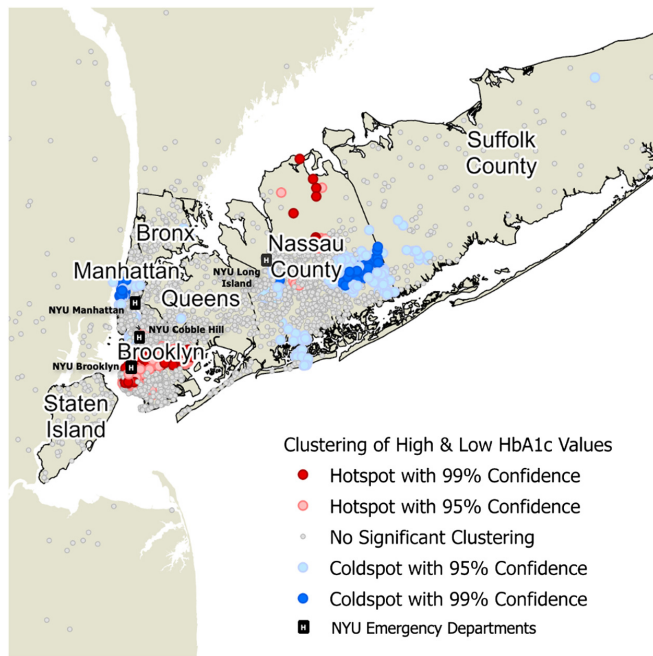 Suffolk
County
Bronx
Nassau
County
H
NYU Long
Island
Manhattan
Queens
H
NYU Manhattan
NYU Cobble Hill
H
Brooklyn
NYU Brooklyn
H
Staten
Island
Clustering of High & Low HbA1c Values
Hotspot with 99% Confidence
Hotspot with 95% Confidence
No Significant Clustering
Coldspot with 95% Confidence
Coldspot with 99% Confidence
H
NYU Emergency Departments